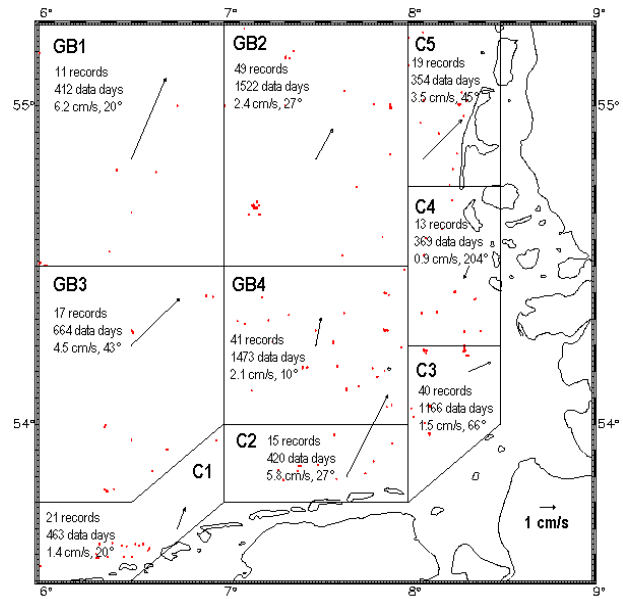 6° 7° 8° 9°
GB1
11 records
412 data days
6.2 cm/s, 20°
GB2
49 records
1522 data days
2.4 cm/s, 27°
C5
19 records
354 data days
3.5 cm/s, 45°
55° 55°
C4
13 records
369 data days
0.9 cm/s, 204°
GB3
17 records
664 data days
4.5 cm/s, 43°
GB4
41 records
1473 data days
2.1 cm/s, 10°
C3
40 records
1166 data days
1.5 cm/s, 66°
54° 54°
C2
15 records
420 data days
5.8 cm/s, 27°
C1
21 records
463 data days
1.4 cm/s, 20°
1 cm/s
6° 7° 8° 9°